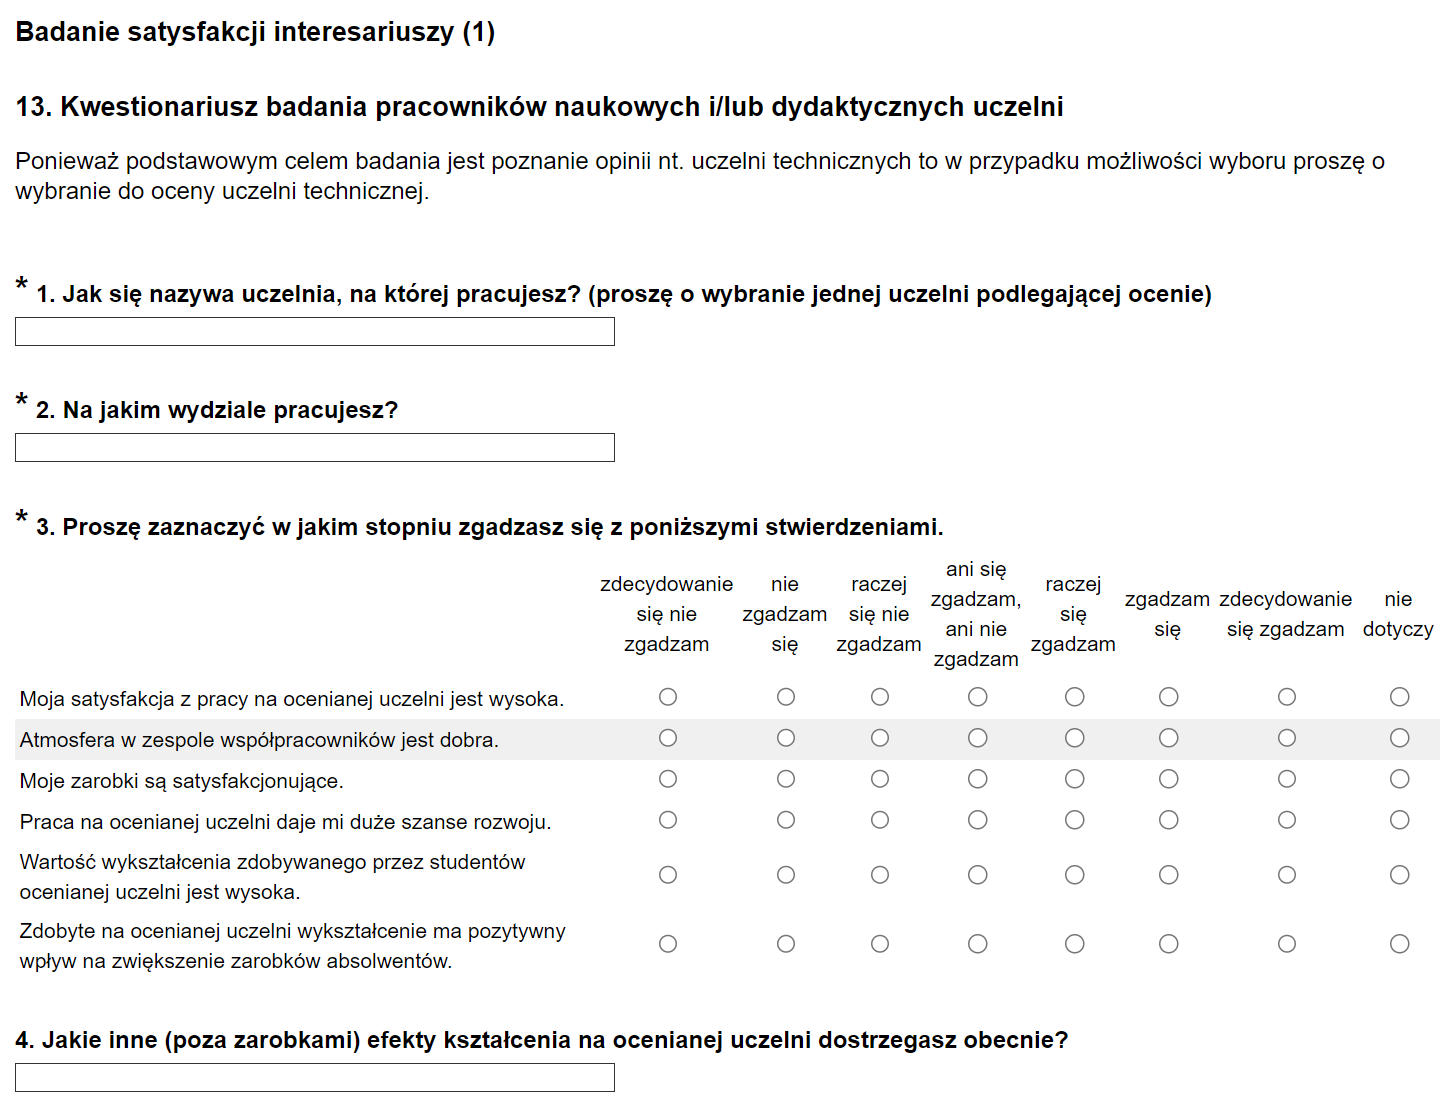 Badanie satysfakcji interesariuszy (1)
13. Kwestionariusz badania pracowników naukowych i/lub dydaktycznych uczelni
Ponieważ podstawowym celem badania jest poznanie opinii nt. uczelni technicznych to w przypadku możliwości wyboru proszę o
wybranie do oceny uczelni technicznej.
* 1. Jak się nazywa uczelnia, na której pracujesz? (proszę o wybranie jednej uczelni podlegającej ocenie)
* 2. Na jakim wydziale pracujesz?
* 3. Proszę zaznaczyć w jakim stopniu zgadzasz się z poniższymi stwierdzeniami.
zdecydowanie
się nie
zgadzam
nie
zgadzam
się
raczej
się nie
zgadzam
ani się
zgadzam,
ani nie
zgadzam
raczej
się
zgadzam
zgadzam
się
zdecydowanie
się zgadzam
nie
dotyczy
Moja satysfakcja z pracy na ocenianej uczelni jest wysoka.
Atmosfera w zespole współpracowników jest dobra.
Moje zarobki są satysfakcjonujące.
Praca na ocenianej uczelni daje mi duże szanse rozwoju.
Wartość wykształcenia zdobywanego przez studentów
ocenianej uczelni jest wysoka.
Zdobyte na ocenianej uczelni wykształcenie ma pozytywny
wpływ na zwiększenie zarobków absolwentów.
4. Jakie inne (poza zarobkami) efekty kształcenia na ocenianej uczelni dostrzegasz obecnie?